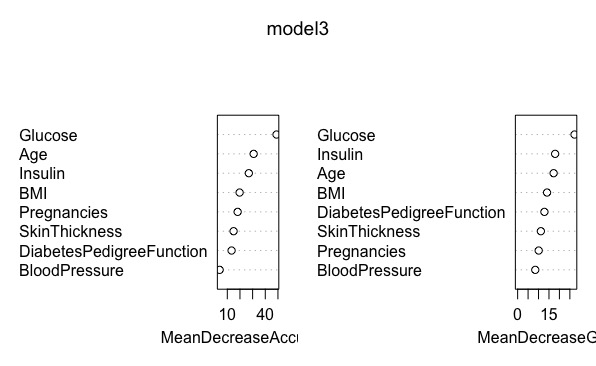 model3
Glucose
Age
Insulin
BMI
Pregnancies
SkinThickness
DiabetesPedigreeFunction
BloodPressure
10 40
MeanDecreaseAccu
Glucose
Insulin
Age
BMI
DiabetesPedigreeFunction
SkinThickness
Pregnancies
BloodPressure
0 15
MeanDecreaseG